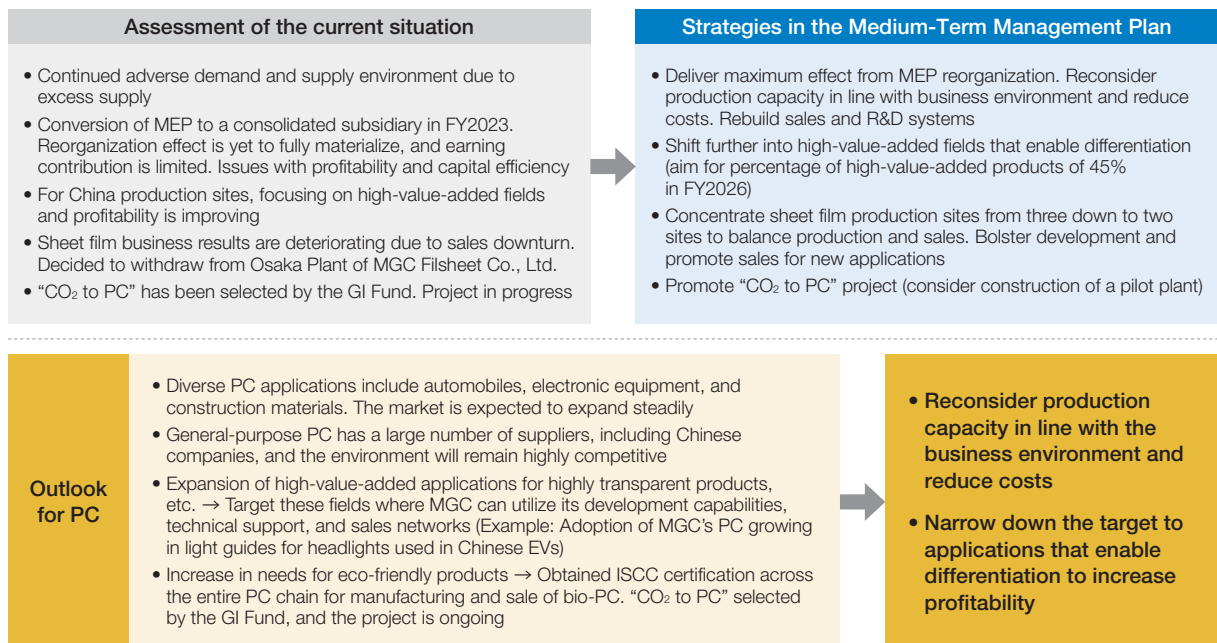 Assessment of the current situation
• Continued adverse demand and supply environment due to
excess supply
• Conversion of MEP to a consolidated subsidiary in FY2023.
Reorganization effect is yet to fully materialize, and earning
contribution is limited. Issues with profitability and capital efficiency
• For China production sites, focusing on high-value-added fields
and profitability is improving
• Sheet film business results are deteriorating due to sales downturn.
Decided to withdraw from Osaka Plant of MGC Filsheet Co., Ltd.
• “CO₂ to PC” has been selected by the GI Fund. Project in progress
Strategies in the Medium-Term Management Plan
• Deliver maximum effect from MEP reorganization. Reconsider
production capacity in line with business environment and reduce
costs. Rebuild sales and R&D systems
• Shift further into high-value-added fields that enable differentiation
(aim for percentage of high-value-added products of 45%
in FY2026)
• Concentrate sheet film production sites from three down to two
sites to balance production and sales. Bolster development and
promote sales for new applications
• Promote “CO₂ to PC” project (consider construction of a pilot plant)
Outlook
for PC
• Diverse PC applications include automobiles, electronic equipment, and
construction materials. The market is expected to expand steadily
• General-purpose PC has a large number of suppliers, including Chinese
companies, and the environment will remain highly competitive
• Expansion of high-value-added applications for highly transparent products,
etc. → Target these fields where MGC can utilize its development capabilities,
technical support, and sales networks (Example: Adoption of MGC’s PC growing
in light guides for headlights used in Chinese EVs)
• Increase in needs for eco-friendly products → Obtained ISCC certification across
the entire PC chain for manufacturing and sale of bio-PC. “CO₂ to PC” selected
by the GI Fund, and the project is ongoing
• Reconsider production
capacity in line with the
business environment and
reduce costs
• Narrow down the target to
applications that enable
differentiation to increase
profitability